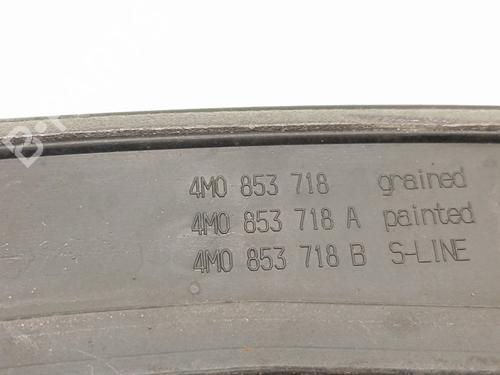 4M0 853 718 grained
4M0 853 718 A painted
4M0 853 718 B S-LINE